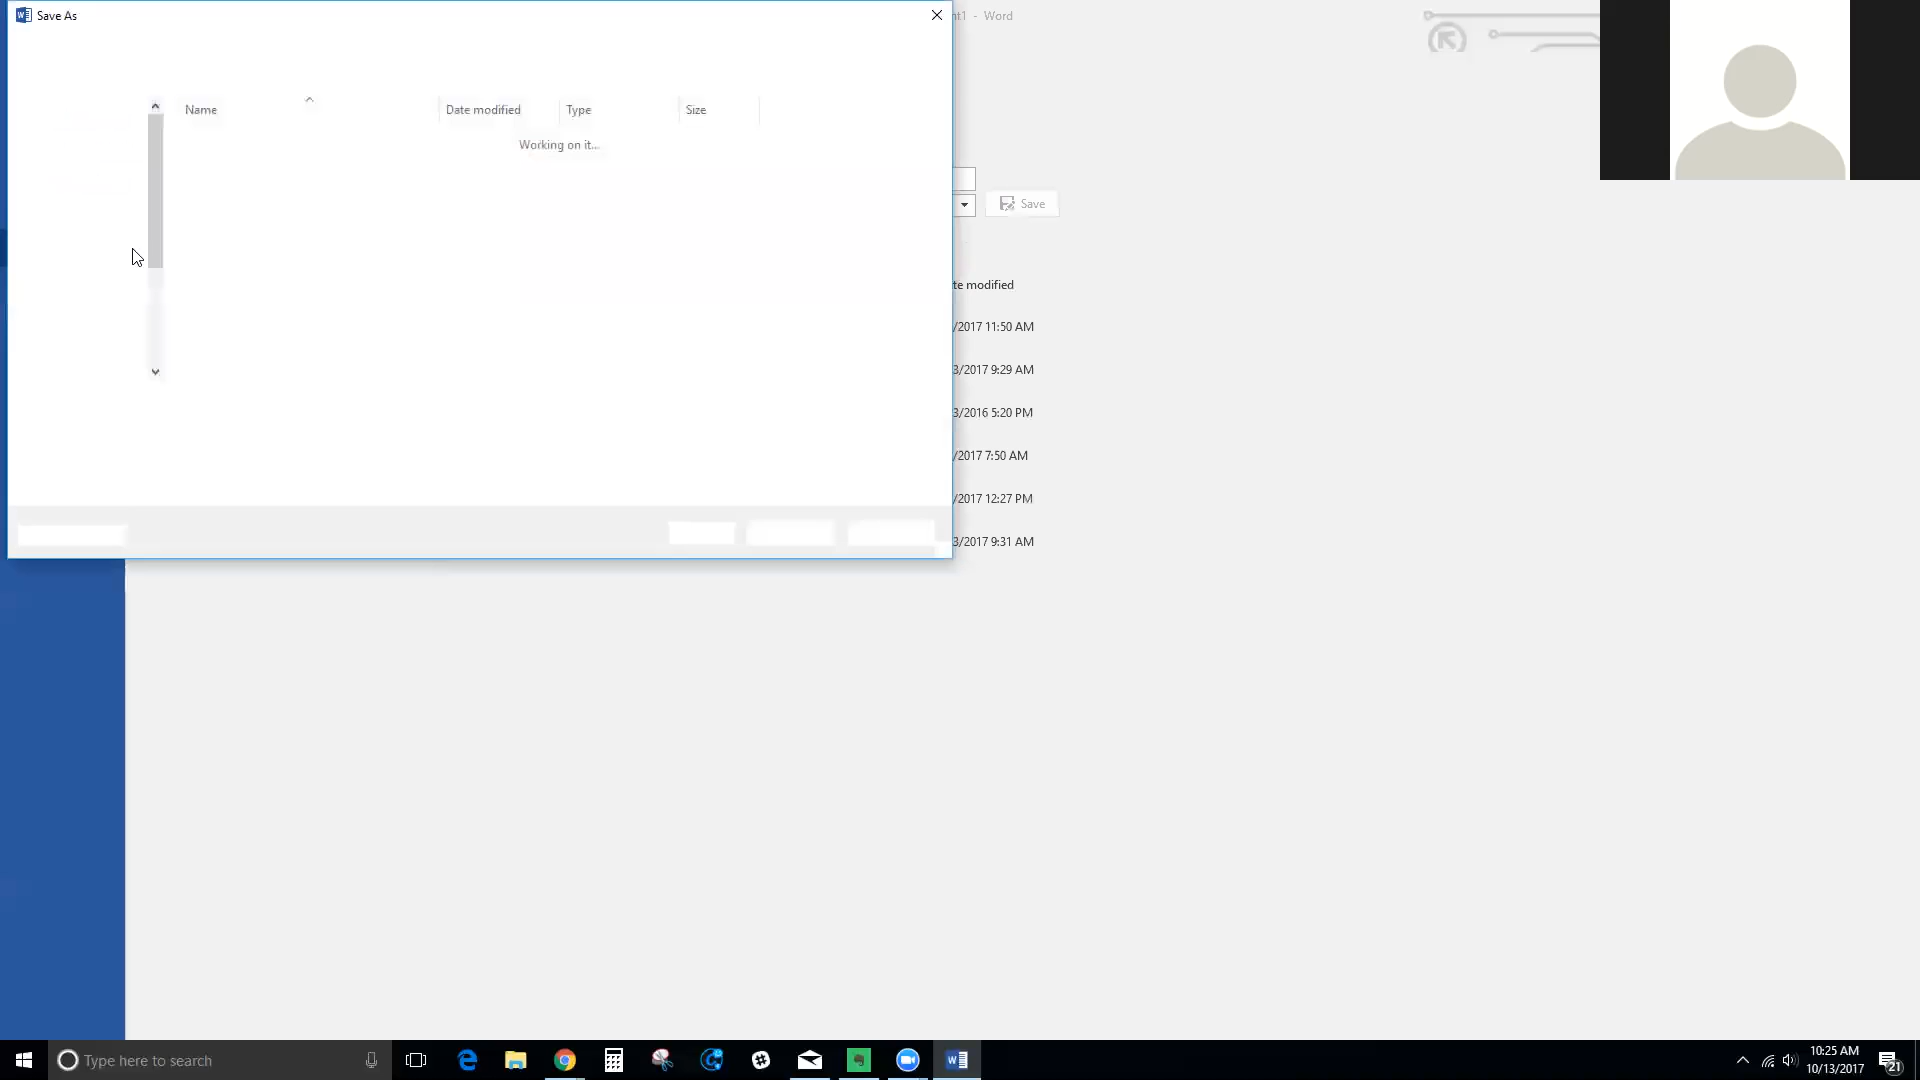 Save As
nt1 - Word
Name
Date modified
Type
Size
Working on it...
Save
te modified
/2017 11:50 AM
3/2017 9:29 AM
3/2016 5:20 PM
/2017 7:50 AM
/2017 12:27 PM
3/2017 9:31 AM
Type here to search
10:25 AM
10/13/2017
21